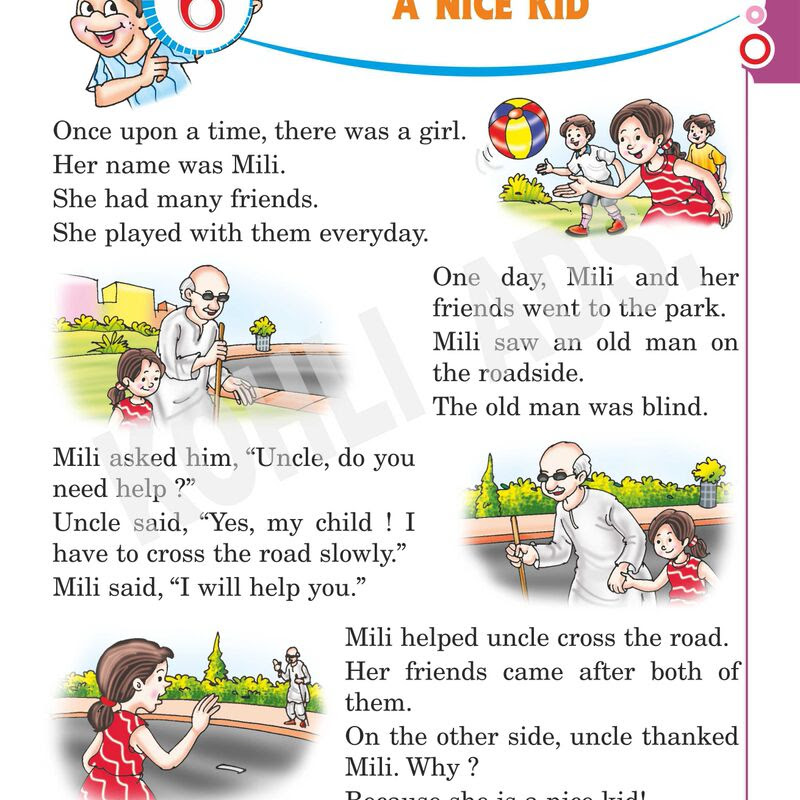 6
A NICE KID
Once upon a time, there was a girl.
Her name was Mili.
She had many friends.
She played with them everyday.
One day, Mili and her
friends went to the park.
Mili saw an old man on
the roadside.
The old man was blind.
Mili asked him, “Uncle, do you
need help ?”
Uncle said, “Yes, my child ! I
have to cross the road slowly.”
Mili said, “I will help you.”
Mili helped uncle cross the road.
Her friends came after both of
them.
On the other side, uncle thanked
Mili. Why ?
Because she is a nice kid!
KOHLI ADS.